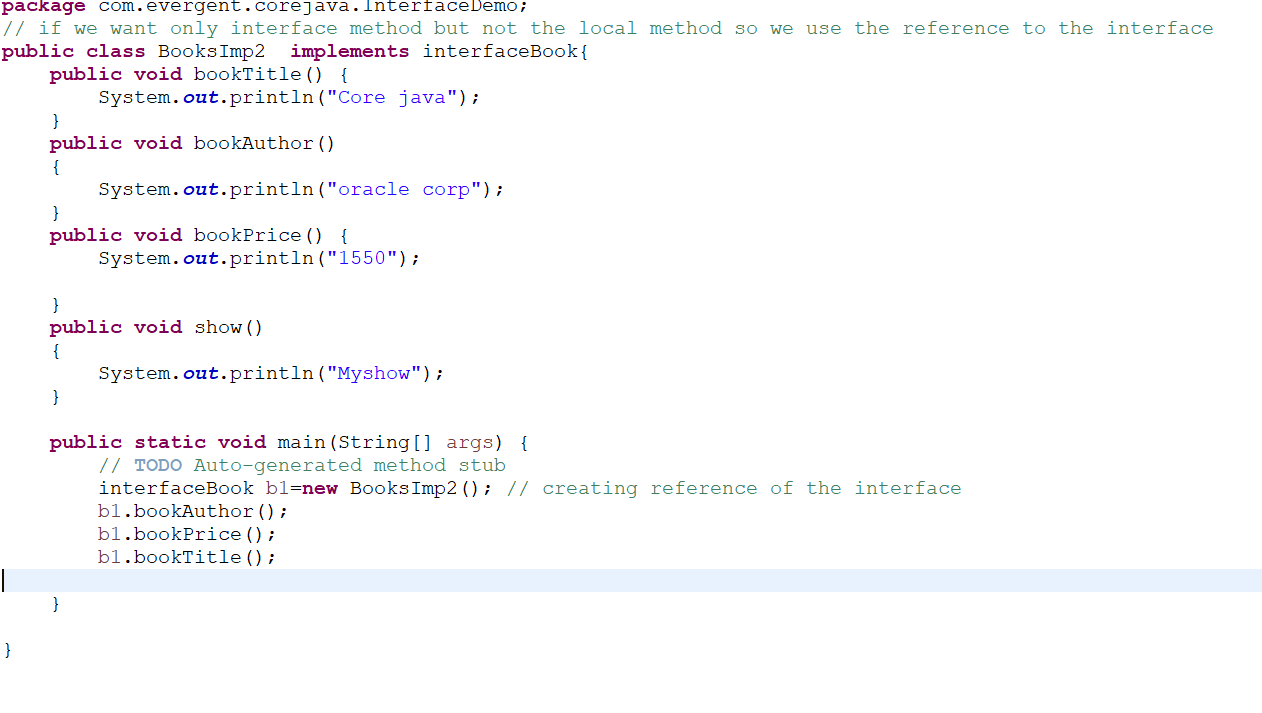 package com.evergent.corejava.InterfaceDemo;
// if we want only interface method but not the local method so we use the reference to the interface
public class BooksImp2  implements interfaceBook{
    public void bookTitle() {
        System.out.println("Core java");
    }
    public void bookAuthor()
    {
        System.out.println("oracle corp");
    }
    public void bookPrice() {
        System.out.println("1550");
    }
    public void show()
    {
        System.out.println("Myshow");
    }
    public static void main(String[] args) {
        // TODO Auto-generated method stub
        interfaceBook b1=new BooksImp2(); // creating reference of the interface
        b1.bookAuthor();
        b1.bookPrice();
        b1.bookTitle();
    }
}